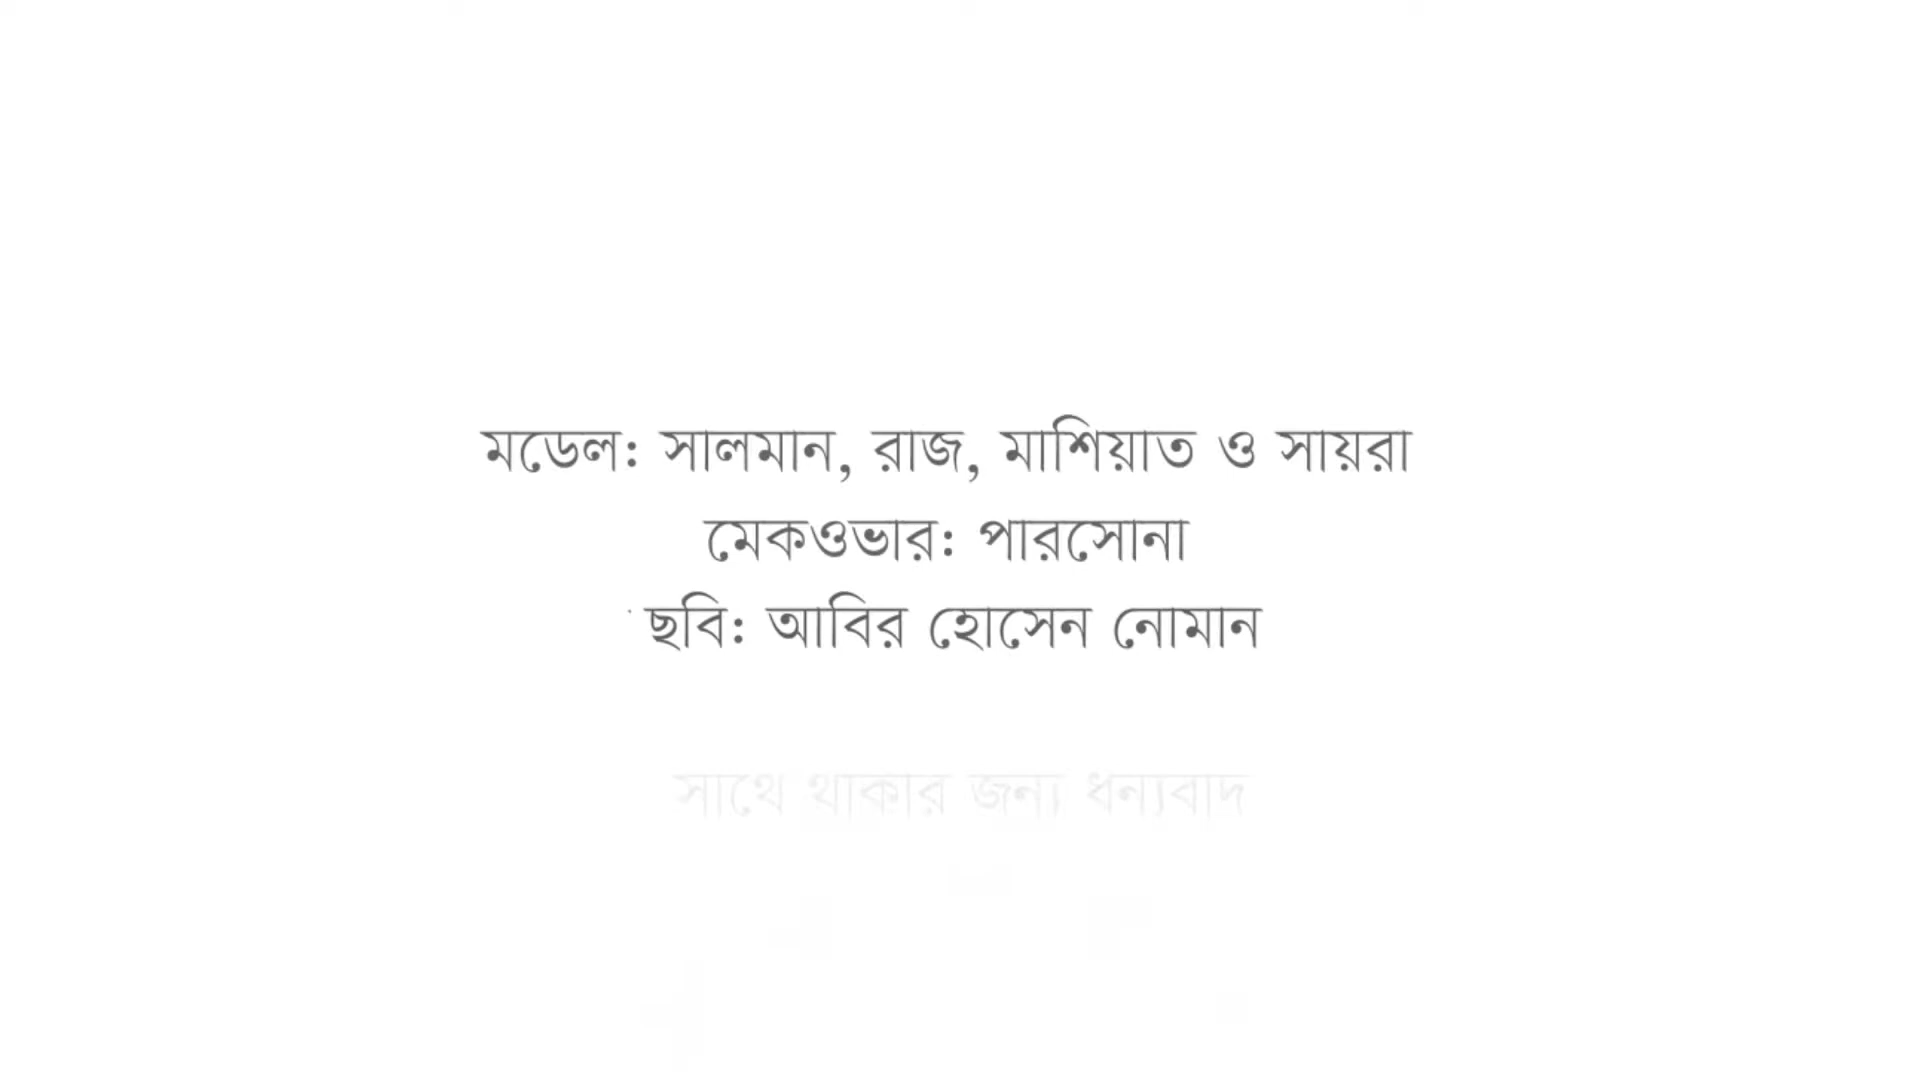 মডেল: সালমান, রাজ, মাশিয়াত ও সায়রা
মেকওভার: পারসোনা
ছবি: আবির হোসেন নোমান
সাথে থাকার জন্য ধন্যবাদ